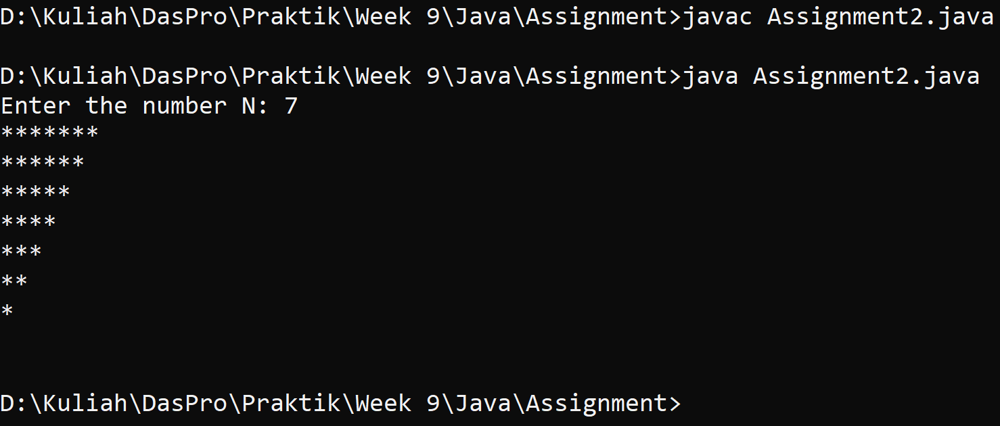 D:\Kuliah\DasPro\Praktik\Week 9\Java\Assignment>javac Assignment2.java
D:\Kuliah\DasPro\Praktik\Week 9\Java\Assignment>java Assignment2.java
Enter the number N: 7
*******
******
*****
****
***
**
*
D:\Kuliah\DasPro\Praktik\Week 9\Java\Assignment>